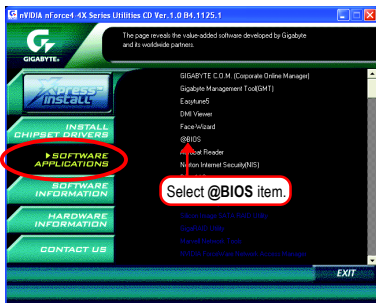 nVIDIA nForce4 4X Series Utilities CD Ver.1.0 B4.1125.1
The page reveals the value-added software developed by Gigabyte
and its worldwide partners.
GIGABYTE
Xpress
INSTALL
INSTALL
CHIPSET DRIVERS
SOFTWARE
APPLICATIONS
SOFTWARE
INFORMATION
HARDWARE
INFORMATION
CONTACT US
GIGABYTE C.O.M. (Corporate Online Manager)
Gigabyte Management Tool(GMT)
Easytune5
DMI Viewer
Face-Wizard
@BIOS
Acrobat Reader
Norton Internet Security(NIS)
Select @BIOS item.
EXIT